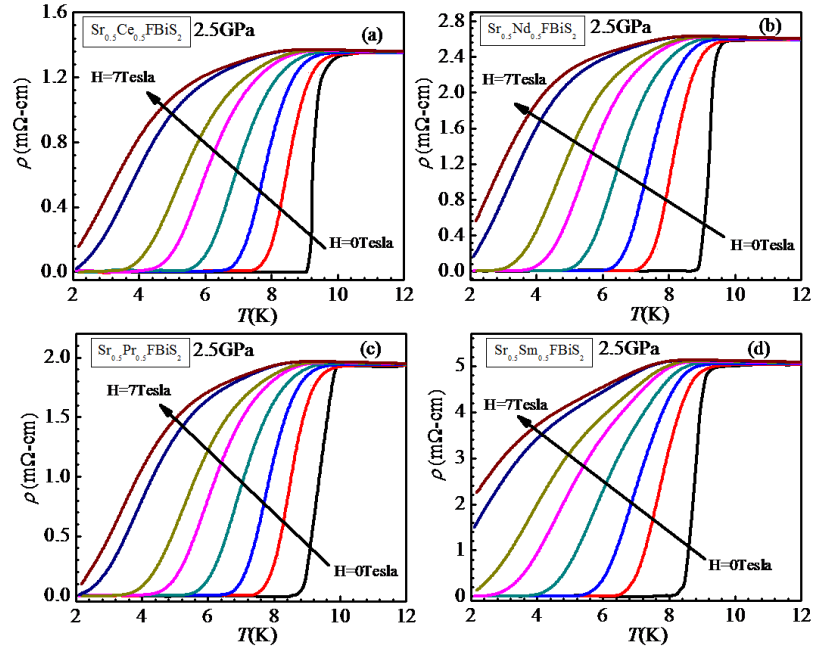 Sr0.5Ce0.5FBiS2 2.5GPa (a)
H=7Tesla
H=0Tesla
ρ (mΩ-cm)
1.6
1.2
0.8
0.4
0.0
2 4 6 8 10 12
T(K)
Sr0.5Nd0.5FBiS2 2.5GPa (b)
H=7Tesla
H=0Tesla
ρ (mΩ-cm)
2.8
2.4
2.0
1.6
1.2
0.8
0.4
0.0
2 4 6 8 10 12
T(K)
Sr0.5Pr0.5FBiS2 2.5GPa (c)
H=7Tesla
H=0Tesla
ρ (mΩ-cm)
2.0
1.5
1.0
0.5
0.0
2 4 6 8 10 12
T(K)
Sr0.5Sm0.5FBiS2 2.5GPa (d)
H=7Tesla
H=0Tesla
ρ (mΩ-cm)
5
4
3
2
1
0
2 4 6 8 10 12
T(K)